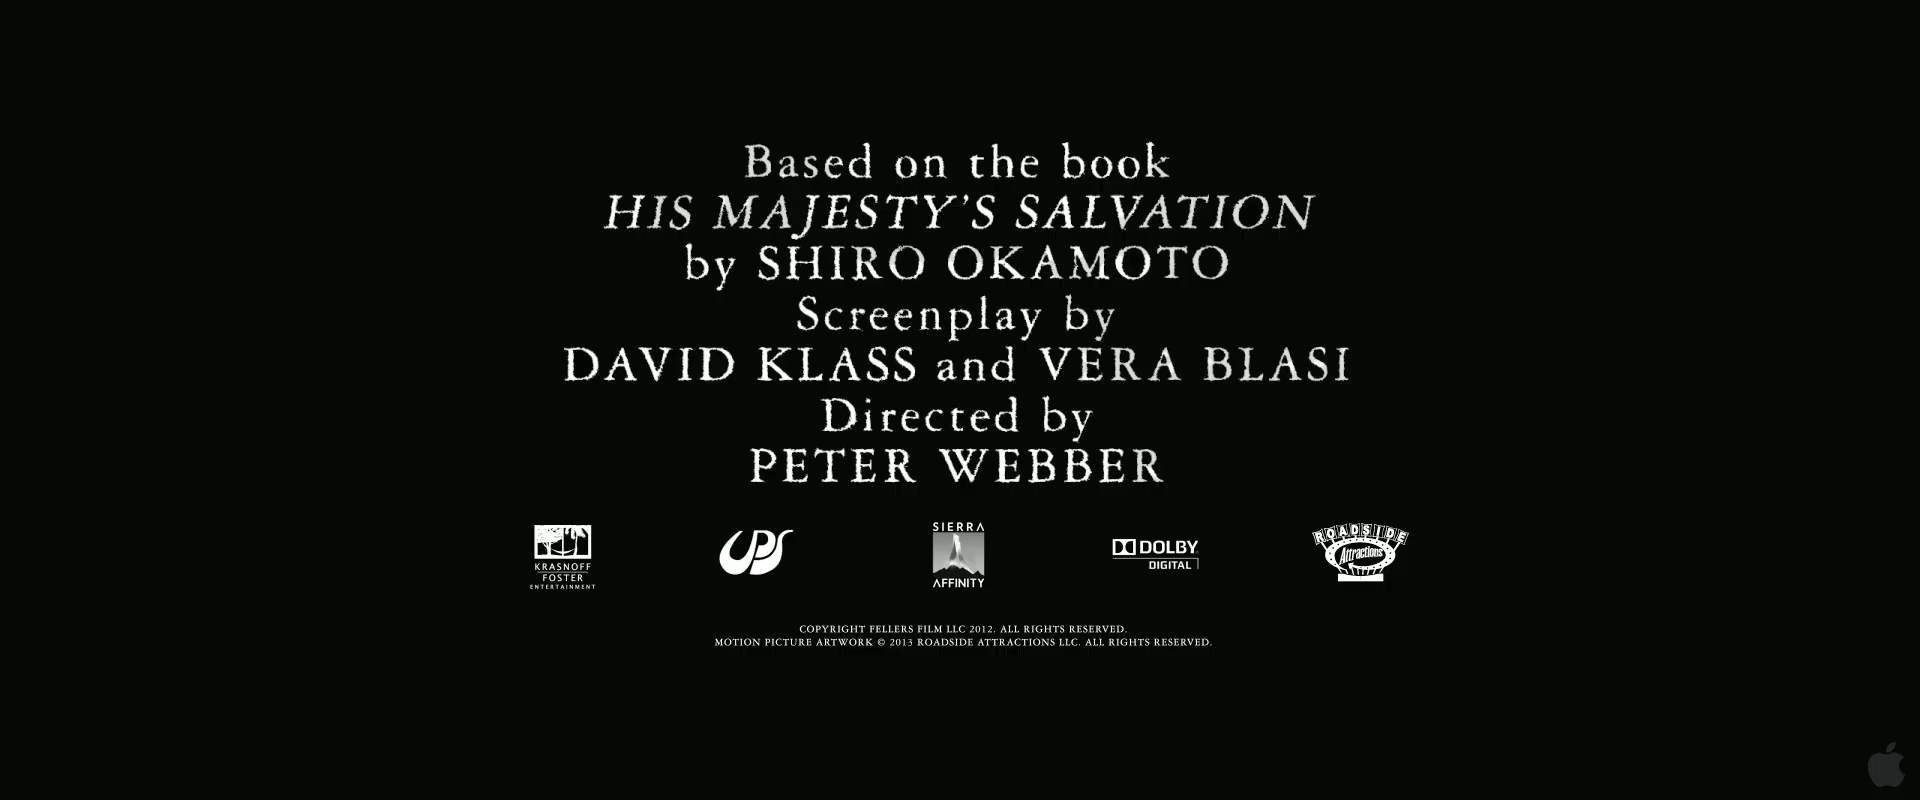 Based on the book
HIS MAJESTY'S SALVATION
by SHIRO OKAMOTO
Screenplay by
DAVID KLASS and VERA BLASI
Directed by
PETER WEBBER
KRASNOFF
FOSTER
ENTERTAINMENT
UPS
SIERRA
AFFINITY
DOLBY
DIGITAL
ROADSIDE
Attractions
COPYRIGHT FELLERS FILM LLC 2012. ALL RIGHTS RESERVED.
MOTION PICTURE ARTWORK © 2013 ROADSIDE ATTRACTIONS LLC. ALL RIGHTS RESERVED.